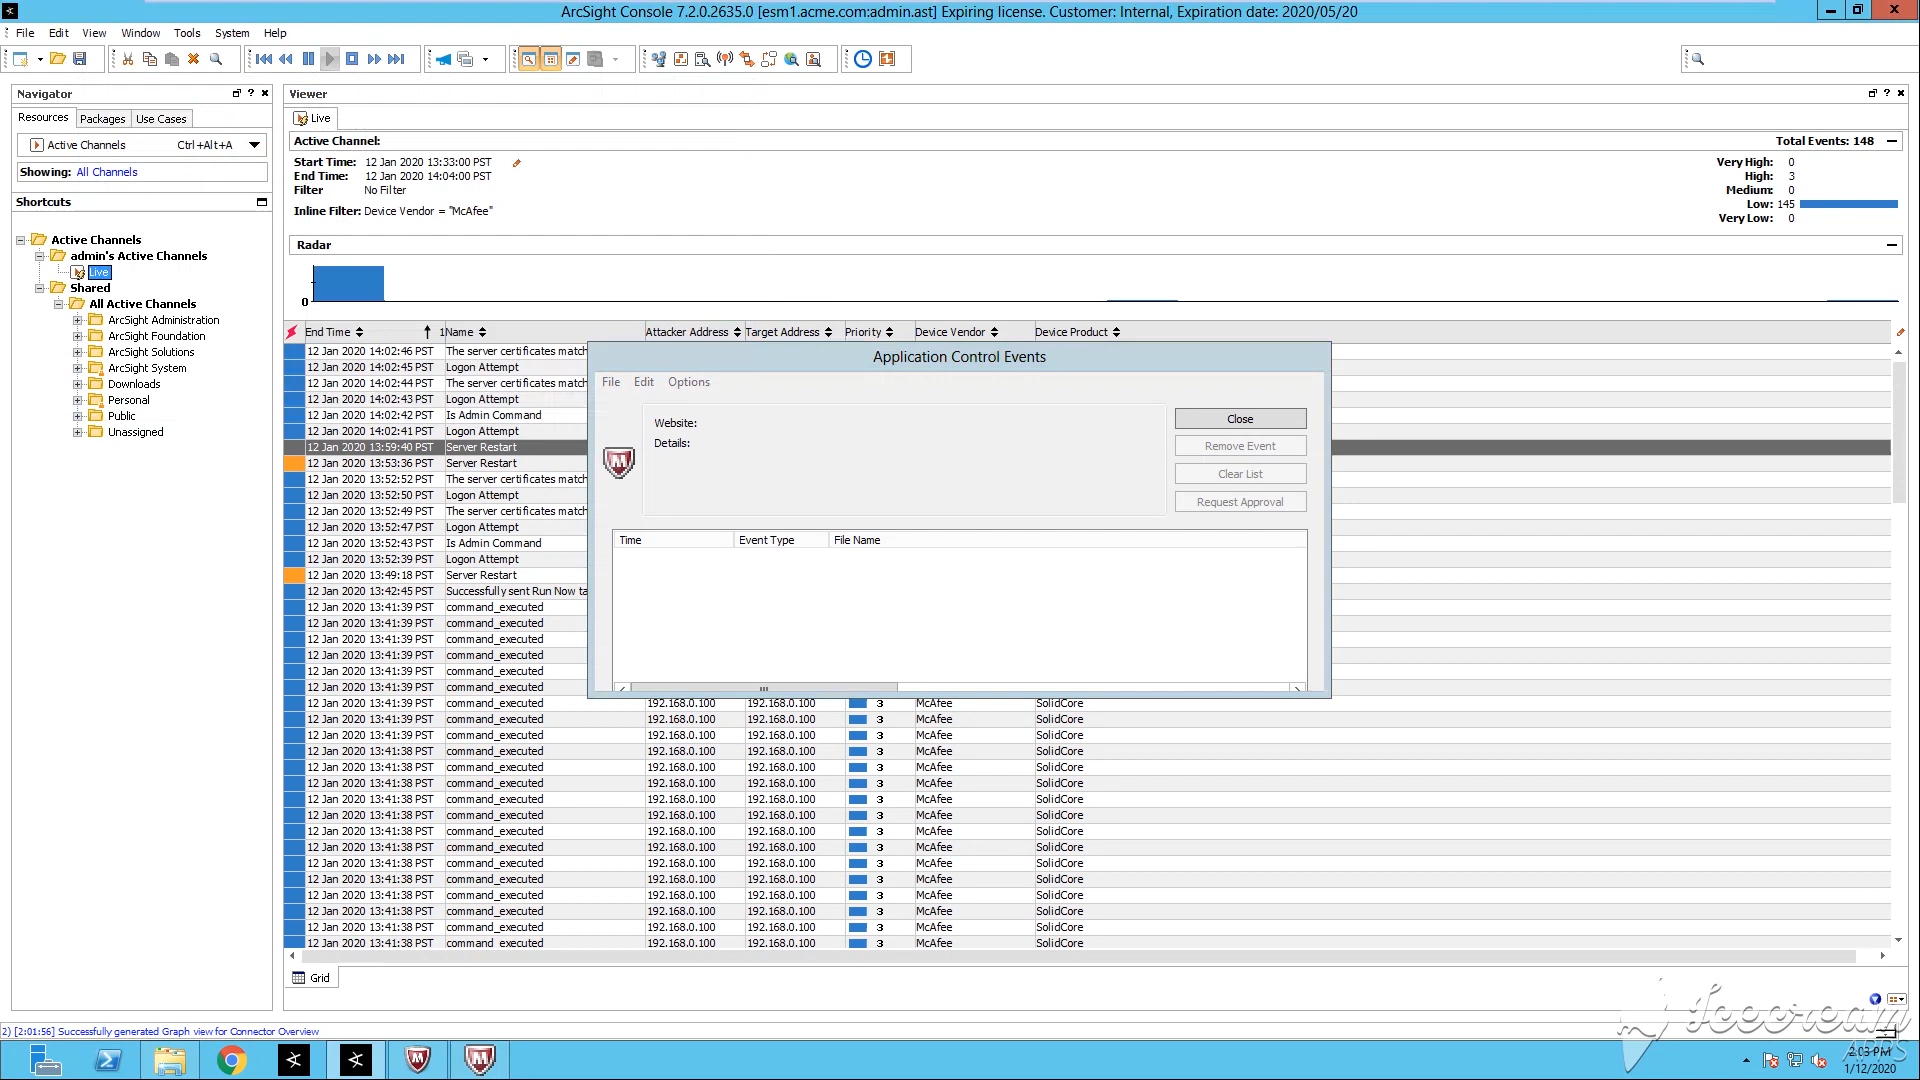 ArcSight Console 7.2.0.2635.0 [esm1.acme.com:admin.ast] Expiring license. Customer: Internal, Expiration date: 2020/05/20
File Edit View Window Tools System Help
Navigator
Resources Packages Use Cases
Active Channels Ctrl+Alt+A
Showing: All Channels
Shortcuts
Active Channels
admin's Active Channels
Live
Shared
All Active Channels
ArcSight Administration
ArcSight Foundation
ArcSight Solutions
ArcSight System
Downloads
Personal
Public
Unassigned
Viewer
Live
Active Channel: Total Events: 148
Start Time: 12 Jan 2020 13:33:00 PST
End Time: 12 Jan 2020 14:04:00 PST
Filter No Filter
Inline Filter: Device Vendor = "McAfee"
Very High: 0
High: 3
Medium: 0
Low: 145
Very Low: 0
Radar
0
End Time 1 Name Attacker Address Target Address Priority Device Vendor Device Product
12 Jan 2020 14:02:46 PST The server certificates match
12 Jan 2020 14:02:45 PST Logon Attempt
12 Jan 2020 14:02:44 PST The server certificates match
12 Jan 2020 14:02:43 PST Logon Attempt
12 Jan 2020 14:02:42 PST Is Admin Command
12 Jan 2020 14:02:41 PST Logon Attempt
12 Jan 2020 13:59:40 PST Server Restart
12 Jan 2020 13:53:36 PST Server Restart
12 Jan 2020 13:52:52 PST The server certificates match
12 Jan 2020 13:52:50 PST Logon Attempt
12 Jan 2020 13:52:49 PST The server certificates match
12 Jan 2020 13:52:47 PST Logon Attempt
12 Jan 2020 13:52:43 PST Is Admin Command
12 Jan 2020 13:52:39 PST Logon Attempt
12 Jan 2020 13:49:18 PST Server Restart
12 Jan 2020 13:42:45 PST Successfully sent Run Now ta
12 Jan 2020 13:41:39 PST command_executed
12 Jan 2020 13:41:39 PST command_executed
12 Jan 2020 13:41:39 PST command_executed
12 Jan 2020 13:41:39 PST command_executed
12 Jan 2020 13:41:39 PST command_executed
12 Jan 2020 13:41:39 PST command_executed
12 Jan 2020 13:41:39 PST command_executed 192.168.0.100 192.168.0.100 3 McAfee SolidCore
12 Jan 2020 13:41:39 PST command_executed 192.168.0.100 192.168.0.100 3 McAfee SolidCore
12 Jan 2020 13:41:39 PST command_executed 192.168.0.100 192.168.0.100 3 McAfee SolidCore
12 Jan 2020 13:41:38 PST command_executed 192.168.0.100 192.168.0.100 3 McAfee SolidCore
12 Jan 2020 13:41:38 PST command_executed 192.168.0.100 192.168.0.100 3 McAfee SolidCore
12 Jan 2020 13:41:38 PST command_executed 192.168.0.100 192.168.0.100 3 McAfee SolidCore
12 Jan 2020 13:41:38 PST command_executed 192.168.0.100 192.168.0.100 3 McAfee SolidCore
12 Jan 2020 13:41:38 PST command_executed 192.168.0.100 192.168.0.100 3 McAfee SolidCore
12 Jan 2020 13:41:38 PST command_executed 192.168.0.100 192.168.0.100 3 McAfee SolidCore
12 Jan 2020 13:41:38 PST command_executed 192.168.0.100 192.168.0.100 3 McAfee SolidCore
12 Jan 2020 13:41:38 PST command_executed 192.168.0.100 192.168.0.100 3 McAfee SolidCore
12 Jan 2020 13:41:38 PST command_executed 192.168.0.100 192.168.0.100 3 McAfee SolidCore
12 Jan 2020 13:41:38 PST command_executed 192.168.0.100 192.168.0.100 3 McAfee SolidCore
12 Jan 2020 13:41:38 PST command_executed 192.168.0.100 192.168.0.100 3 McAfee SolidCore
12 Jan 2020 13:41:38 PST command_executed 192.168.0.100 192.168.0.100 3 McAfee SolidCore
12 Jan 2020 13:41:38 PST command_executed 192.168.0.100 192.168.0.100 3 McAfee SolidCore
Application Control Events
File Edit Options
Website:
Details:
Close
Remove Event
Clear List
Request Approval
Time Event Type File Name
Grid
2) [2:01:56] Successfully generated Graph view for Connector Overview
Icecream
APPS
2:03 PM
1/12/2020